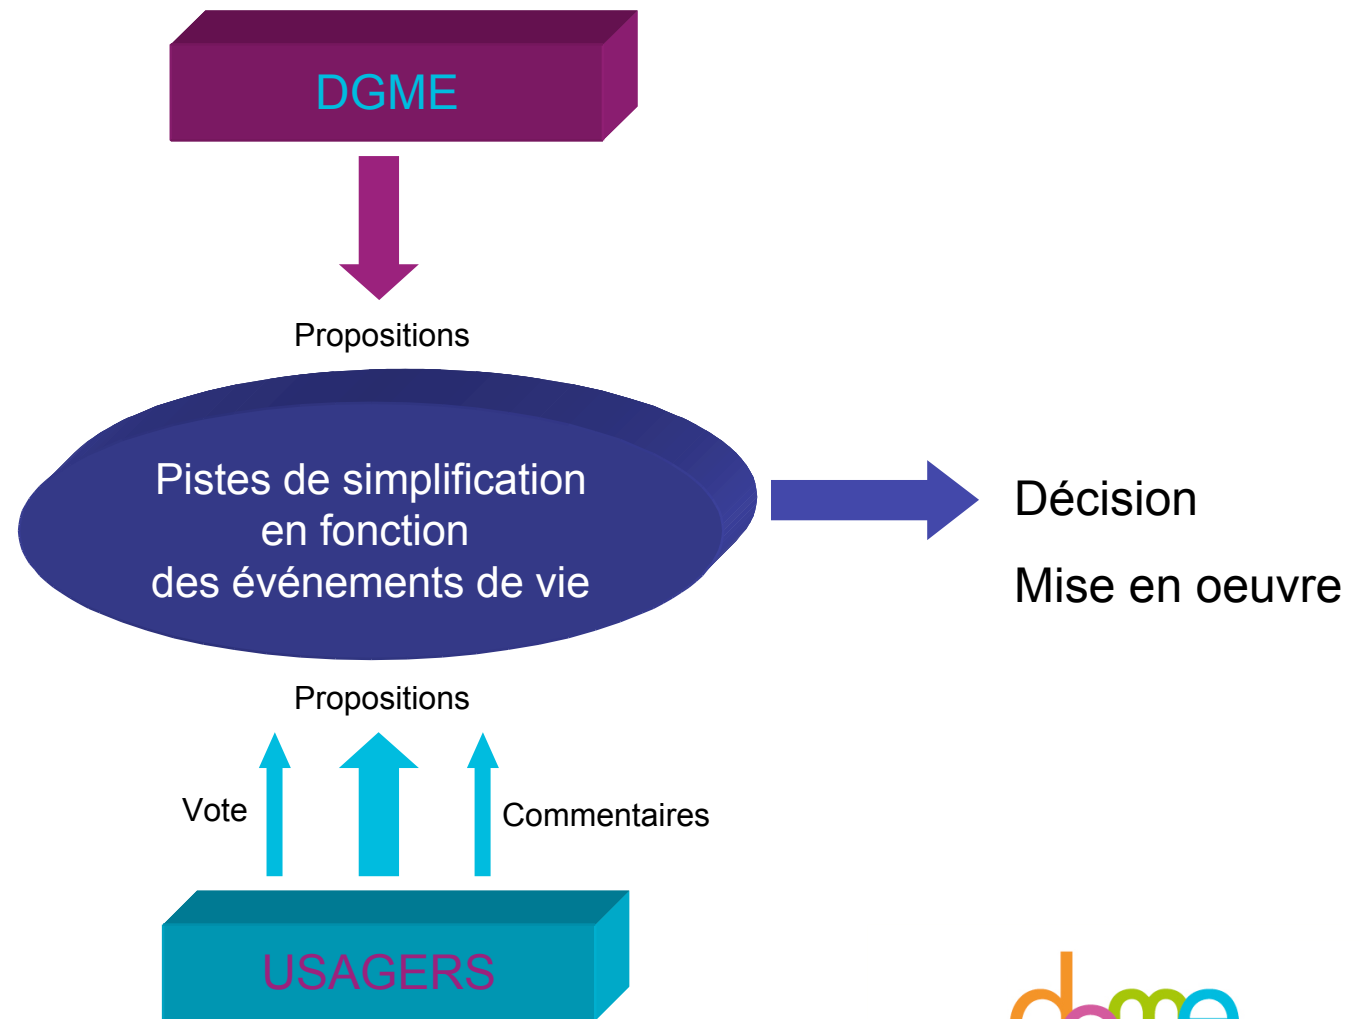 DGME
Propositions
Pistes de simplification
en fonction
des événements de vie
Décision
Mise en oeuvre
Propositions
Vote
Commentaires
USAGERS
dgme